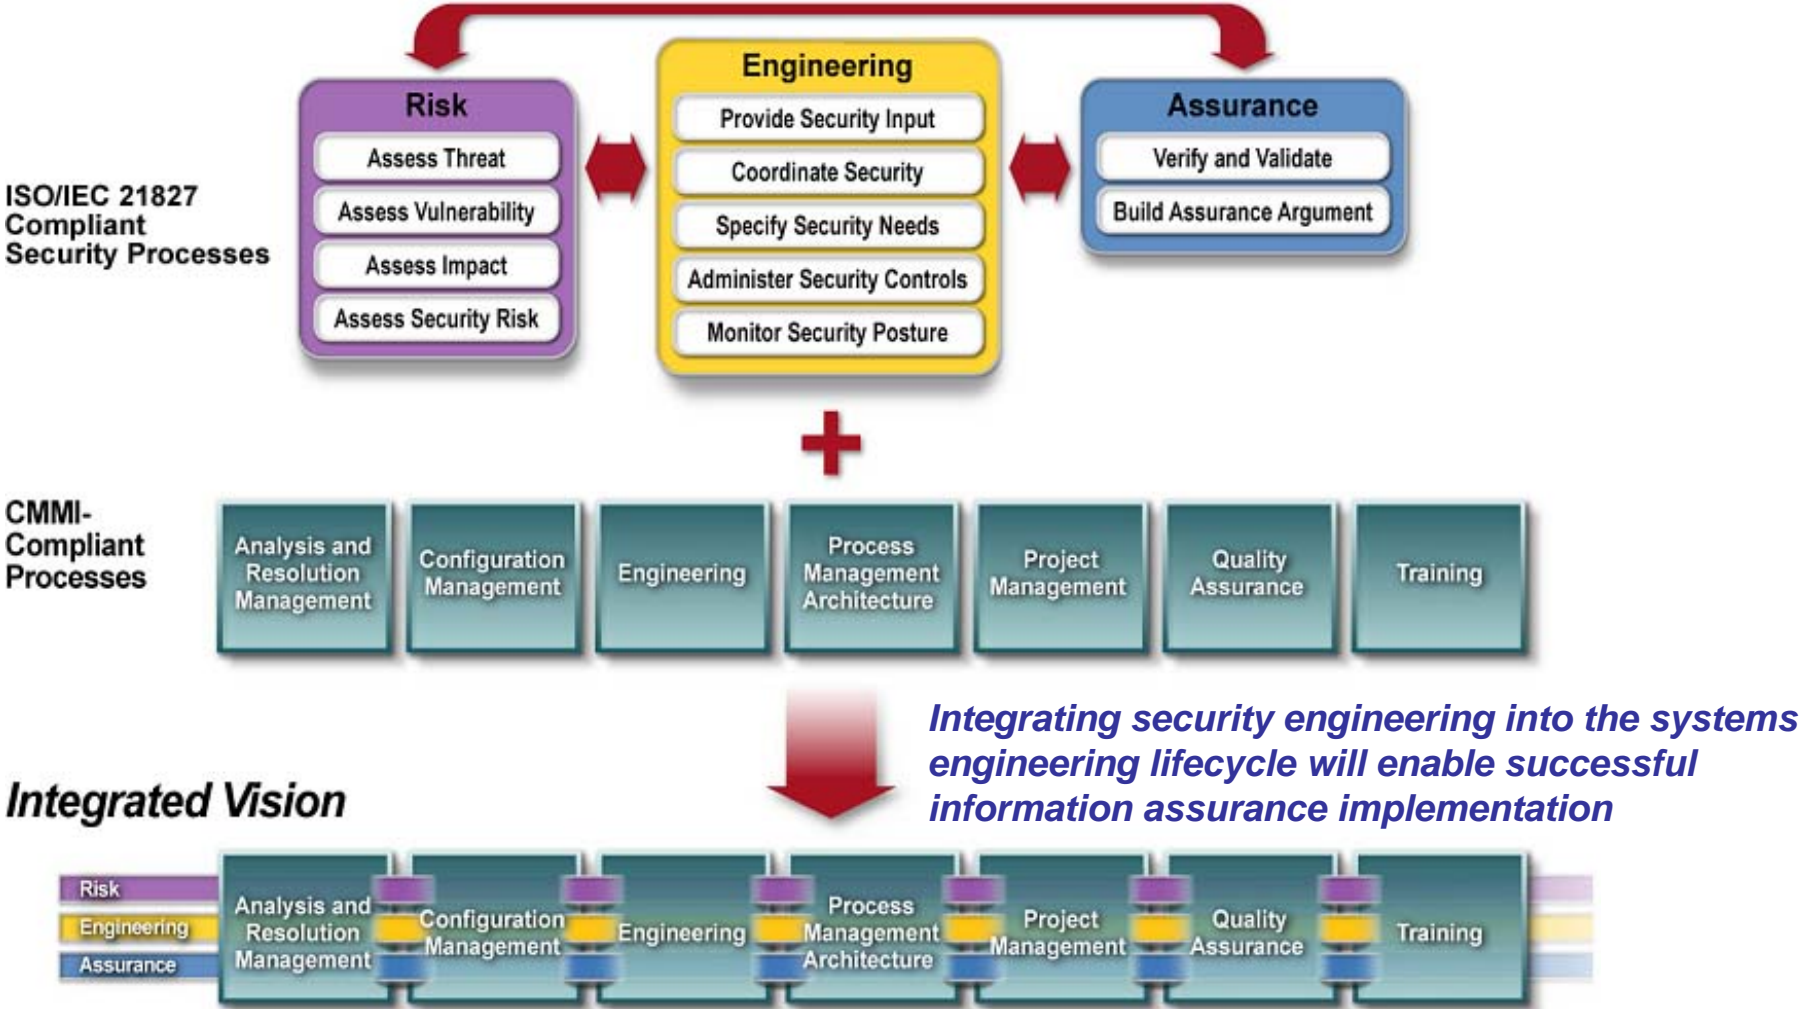 Risk
Assess Threat
Assess Vulnerability
Assess Impact
Assess Security Risk
Engineering
Provide Security Input
Coordinate Security
Specify Security Needs
Administer Security Controls
Monitor Security Posture
Assurance
Verify and Validate
Build Assurance Argument
ISO/IEC 21827
Compliant
Security Processes
CMMI-
Compliant
Processes
Analysis and
Resolution
Management
Configuration
Management
Engineering
Process
Management
Architecture
Project
Management
Quality
Assurance
Training
Integrating security engineering into the systems
engineering lifecycle will enable successful
information assurance implementation
Integrated Vision
Risk
Engineering
Assurance
Analysis and
Resolution
Management
Configuration
Management
Engineering
Process
Management
Architecture
Project
Management
Quality
Assurance
Training